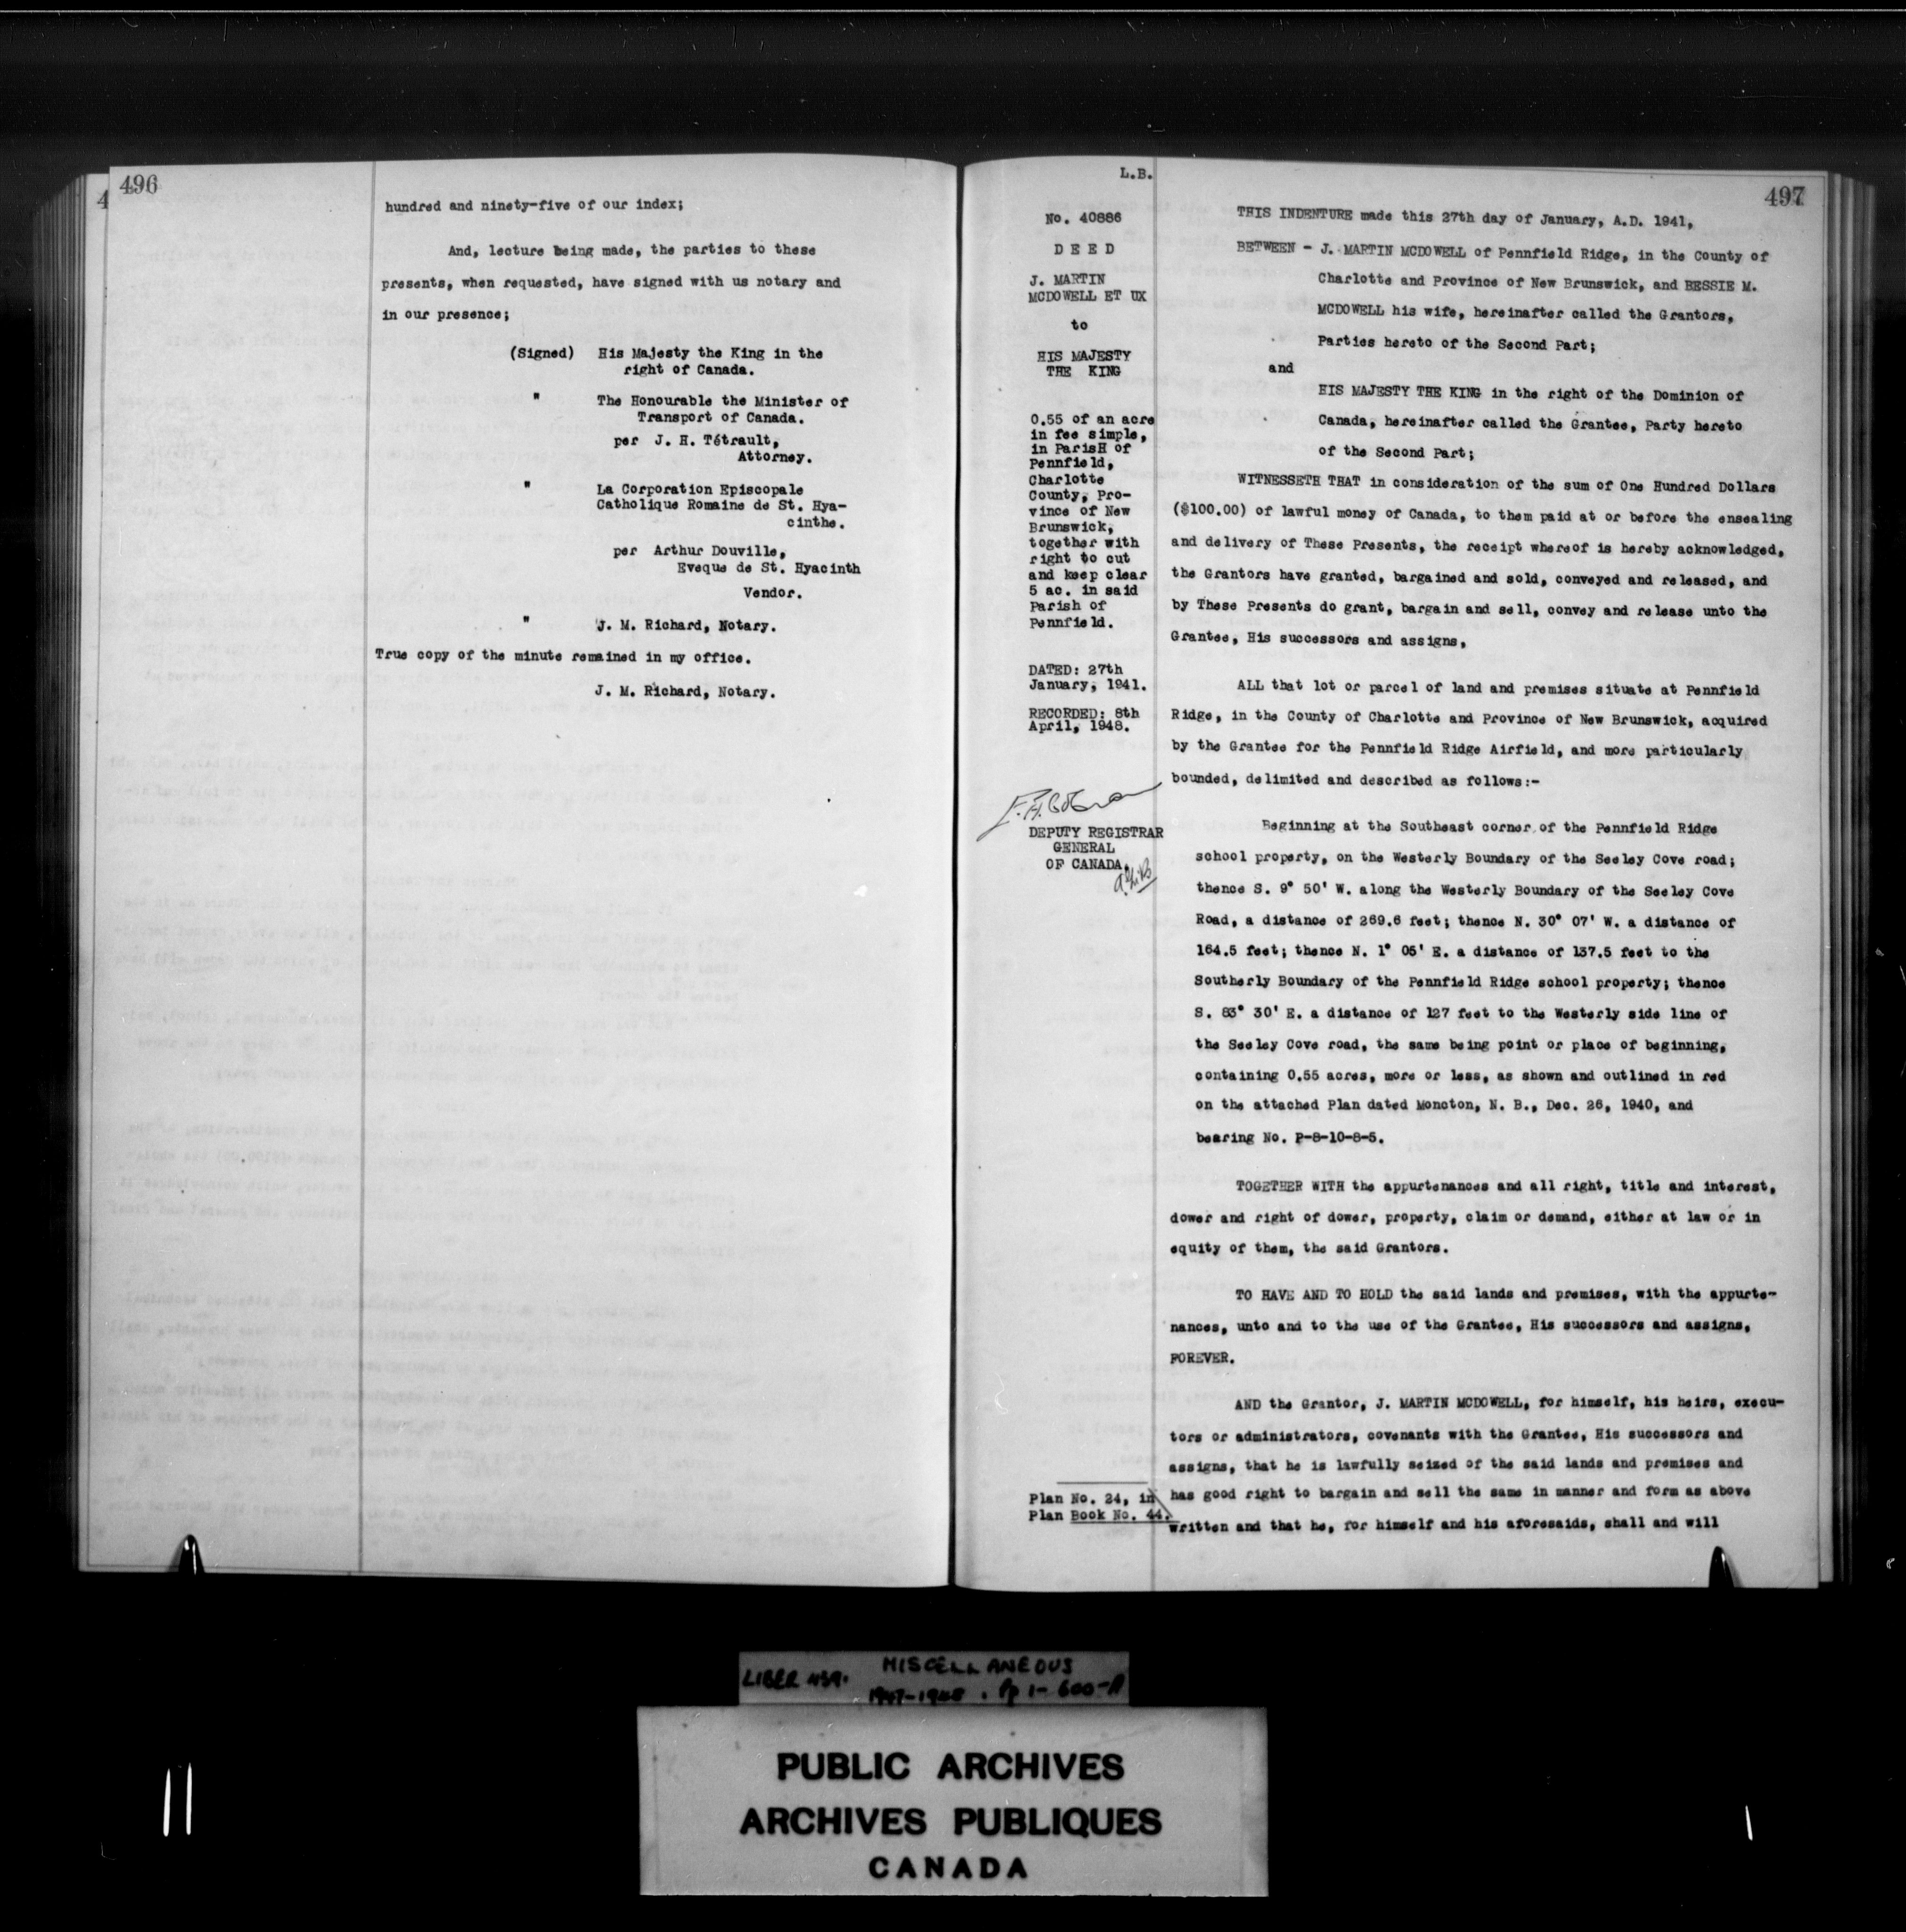 496
hundred and ninety-five of our index;
And, lecture being made, the parties to these
presents, when requested, have signed with us notary and
in our presence;
(Signed) His Majesty the King in the
right of Canada.
" The Honourable the Minister of
Transport of Canada.
per J. H. Tétrault,
Attorney.
" La Corporation Episcopale
Catholique Romaine de St. Hya-
cinthe.
per Arthur Douville,
Eveque de St. Hyacinth
Vendor.
" J. M. Richard, Notary.
True copy of the minute remained in my office.
J. M. Richard, Notary.
L.B.
497
No. 40886
D E E D
J. MARTIN
MCDOWELL ET UX
to
HIS MAJESTY
THE KING
0.55 of an acre
in fee simple,
in ParisH of
Pennfield,
Charlotte
County, Pro-
vince of New
Brunswick,
together with
right to cut
and keep clear
5 ac. in said
Parish of
Pennfield.
DATED: 27th
January, 1941.
RECORDED: 8th
April, 1948.
DEPUTY REGISTRAR
GENERAL
OF CANADA.
Plan No. 24, in
Plan Book No. 44.
THIS INDENTURE made this 27th day of January, A.D. 1941,
BETWEEN - J. MARTIN MCDOWELL of Pennfield Ridge, in the County of
Charlotte and Province of New Brunswick, and BESSIE M.
MCDOWELL his wife, hereinafter called the Grantors,
Parties hereto of the Second Part;
and
HIS MAJESTY THE KING in the right of the Dominion of
Canada, hereinafter called the Grantee, Party hereto
of the Second Part;
WITNESSETH THAT in consideration of the sum of One Hundred Dollars
($100.00) of lawful money of Canada, to them paid at or before the ensealing
and delivery of These Presents, the receipt whereof is hereby acknowledged,
the Grantors have granted, bargained and sold, conveyed and released, and
by These Presents do grant, bargain and sell, convey and release unto the
Grantee, His successors and assigns,
ALL that lot or parcel of land and premises situate at Pennfield
Ridge, in the County of Charlotte and Province of New Brunswick, acquired
by the Grantee for the Pennfield Ridge Airfield, and more particularly
bounded, delimited and described as follows:-
Beginning at the Southeast corner of the Pennfield Ridge
school property, on the Westerly Boundary of the Seeley Cove road;
thence S. 9° 50' W. along the Westerly Boundary of the Seeley Cove
Road, a distance of 269.6 feet; thence N. 30° 07' W. a distance of
164.5 feet; thence N. 1° 05' E. a distance of 137.5 feet to the
Southerly Boundary of the Pennfield Ridge school property; thence
S. 83° 30' E. a distance of 127 feet to the Westerly side line of
the Seeley Cove road, the same being point or place of beginning,
containing 0.55 acres, more or less, as shown and outlined in red
on the attached Plan dated Moncton, N. B., Dec. 26, 1940, and
bearing No. P-8-10-8-5.
TOGETHER WITH the appurtenances and all right, title and interest,
dower and right of dower, property, claim or demand, either at law or in
equity of them, the said Grantors.
TO HAVE AND TO HOLD the said lands and premises, with the appurte-
nances, unto and to the use of the Grantee, His successors and assigns,
FOREVER.
AND the Grantor, J. MARTIN MCDOWELL, for himself, his heirs, execu-
tors or administrators, covenants with the Grantee, His successors and
assigns, that he is lawfully seized of the said lands and premises and
has good right to bargain and sell the same in manner and form as above
written and that he, for himself and his aforesaids, shall and will
LIBER 439. MISCELLANEOUS
1947-1948. Pp 1-600-A
PUBLIC ARCHIVES
ARCHIVES PUBLIQUES
CANADA